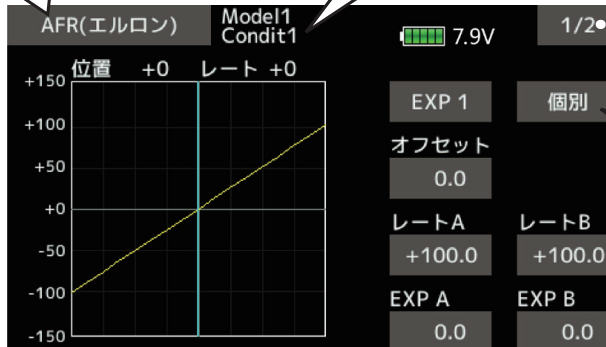 AFR(エルロン)
Model1
Condit1
7.9V
1/2
位置 +0 レート +0
+150
+100
+50
+0
-50
-100
-150
EXP 1
個別
オフセット
0.0
レートA
レートB
+100.0
+100.0
EXP A
EXP B
0.0
0.0